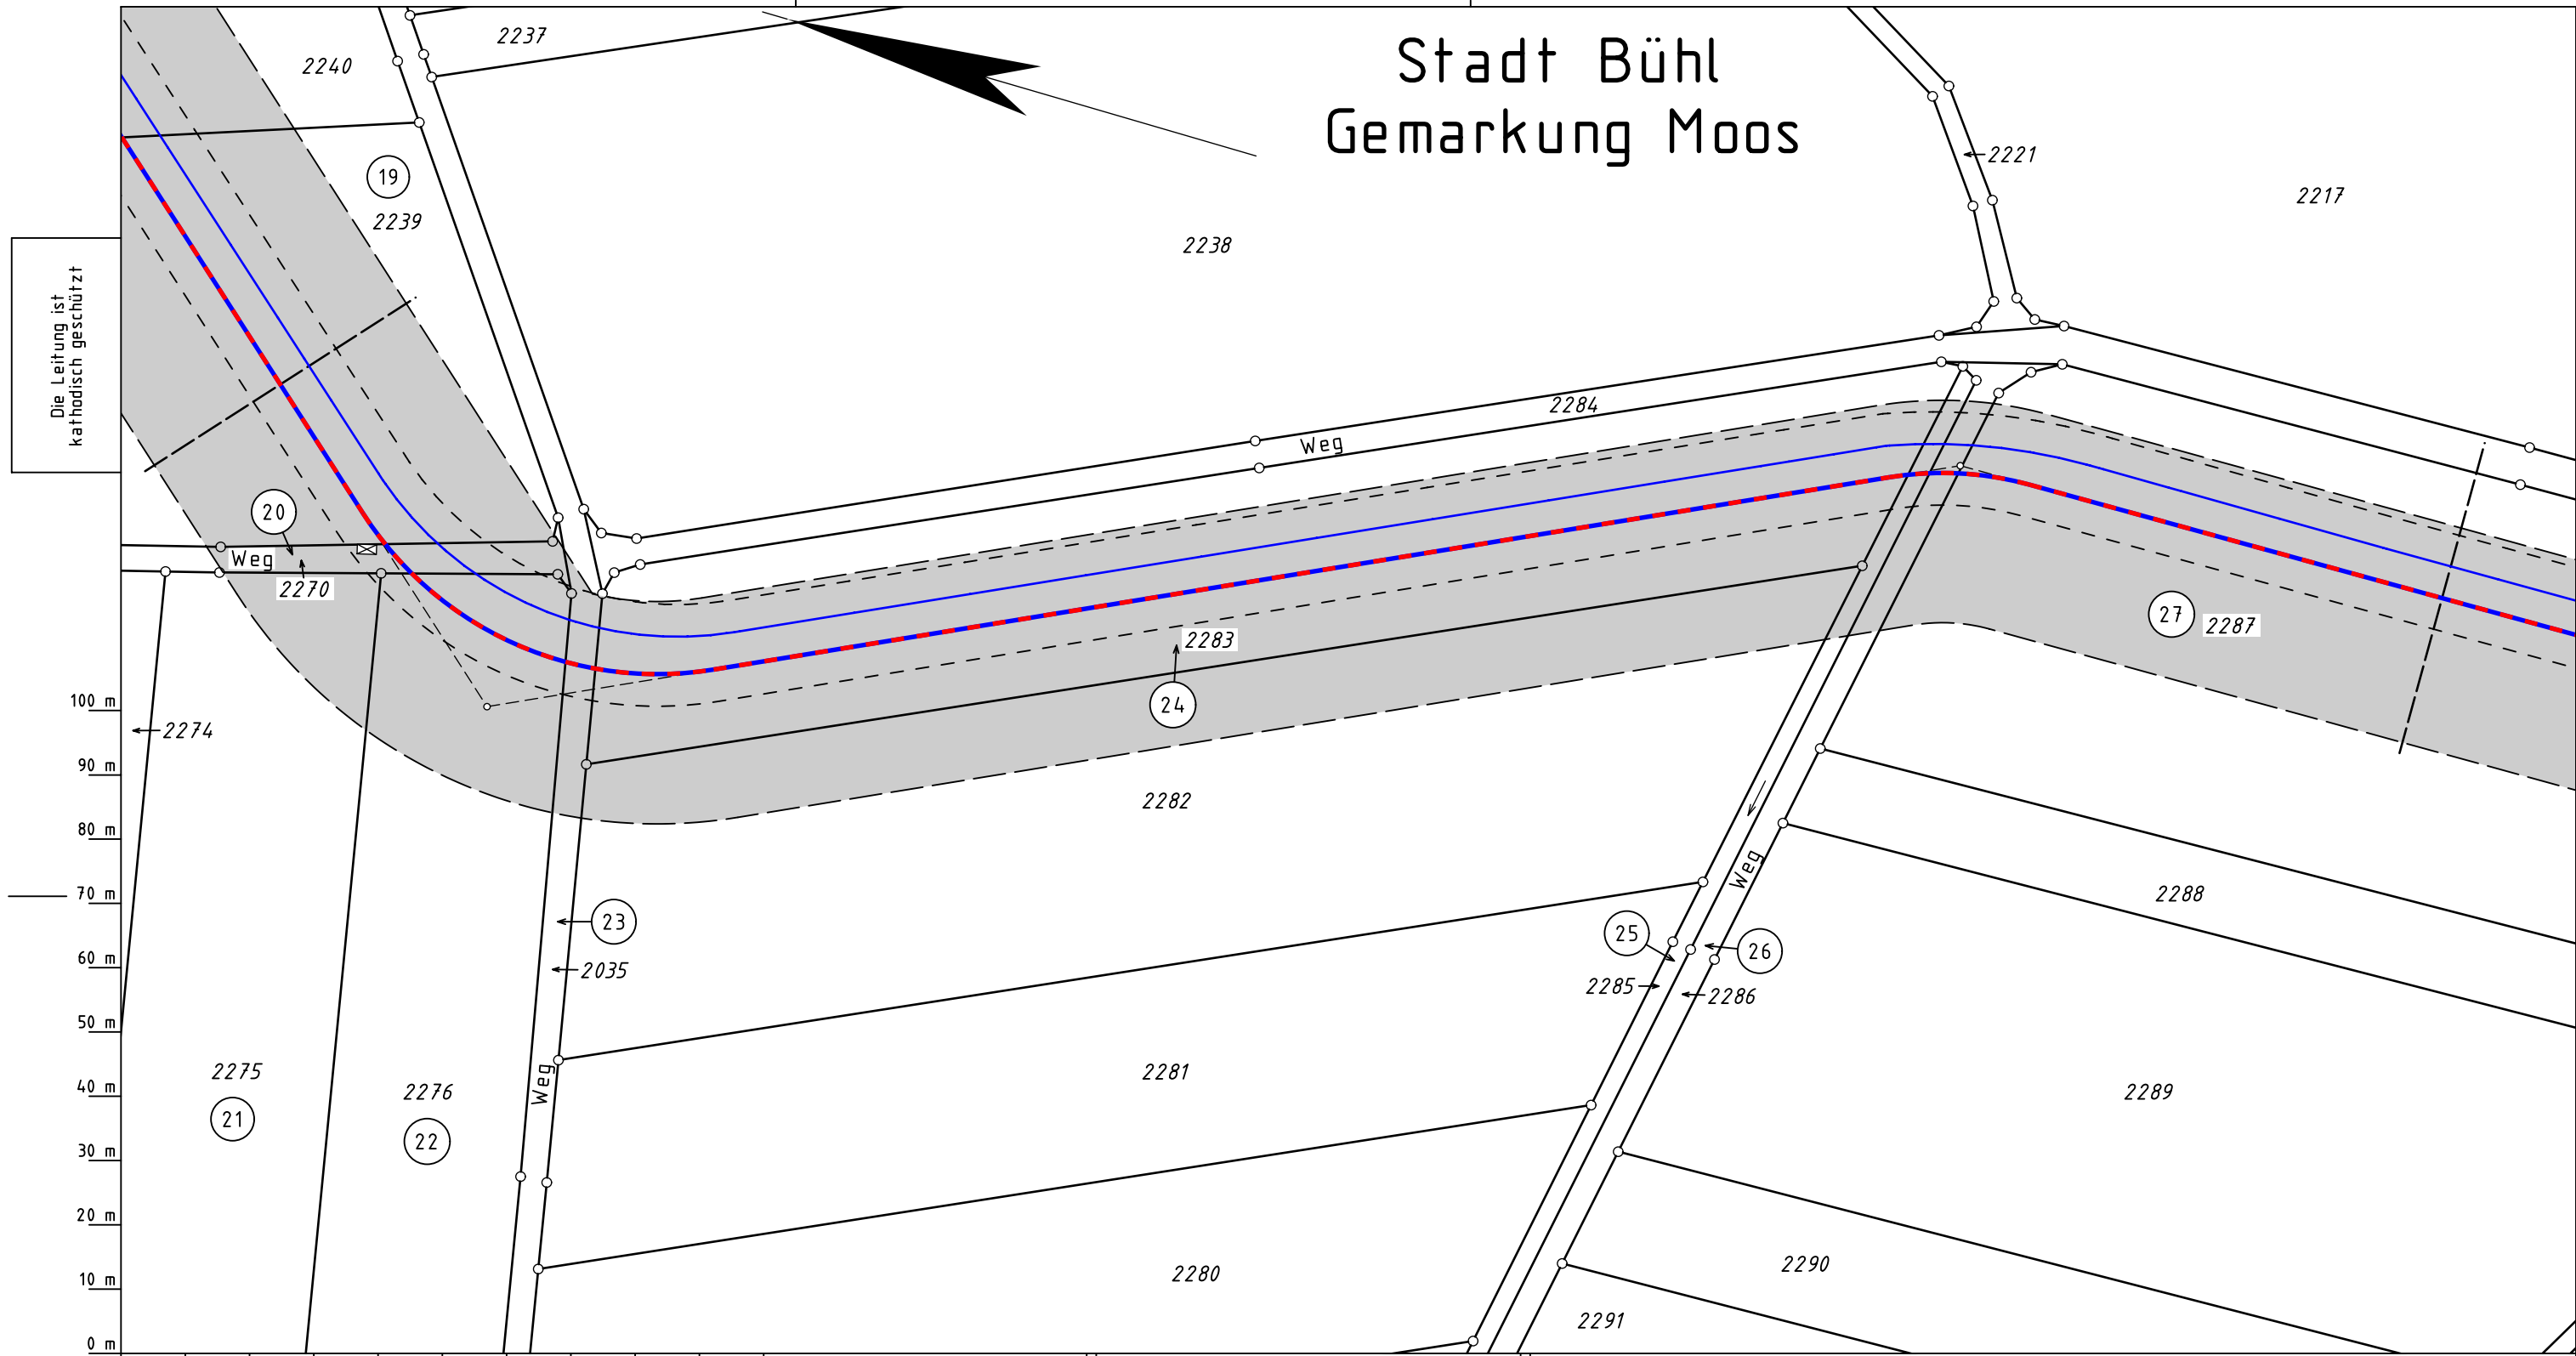 Stadt Bühl
Gemarkung Moos
2237
2240
19
2239
2238
2221
2217
Die Leitung ist
kathodisch geschützt
2284
Weg
20
Weg
2270
2283
24
27
2287
2274
2282
23
2035
Weg
2288
25
26
2285
2286
2275
21
2276
22
Weg
2281
2289
2280
2290
2291
100 m
90 m
80 m
70 m
60 m
50 m
40 m
30 m
20 m
10 m
0 m